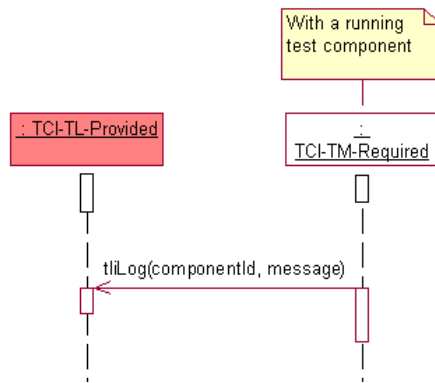 With a running
test component
: TCI-TL-Provided
:
TCI-TM-Required
tliLog(componentId, message)